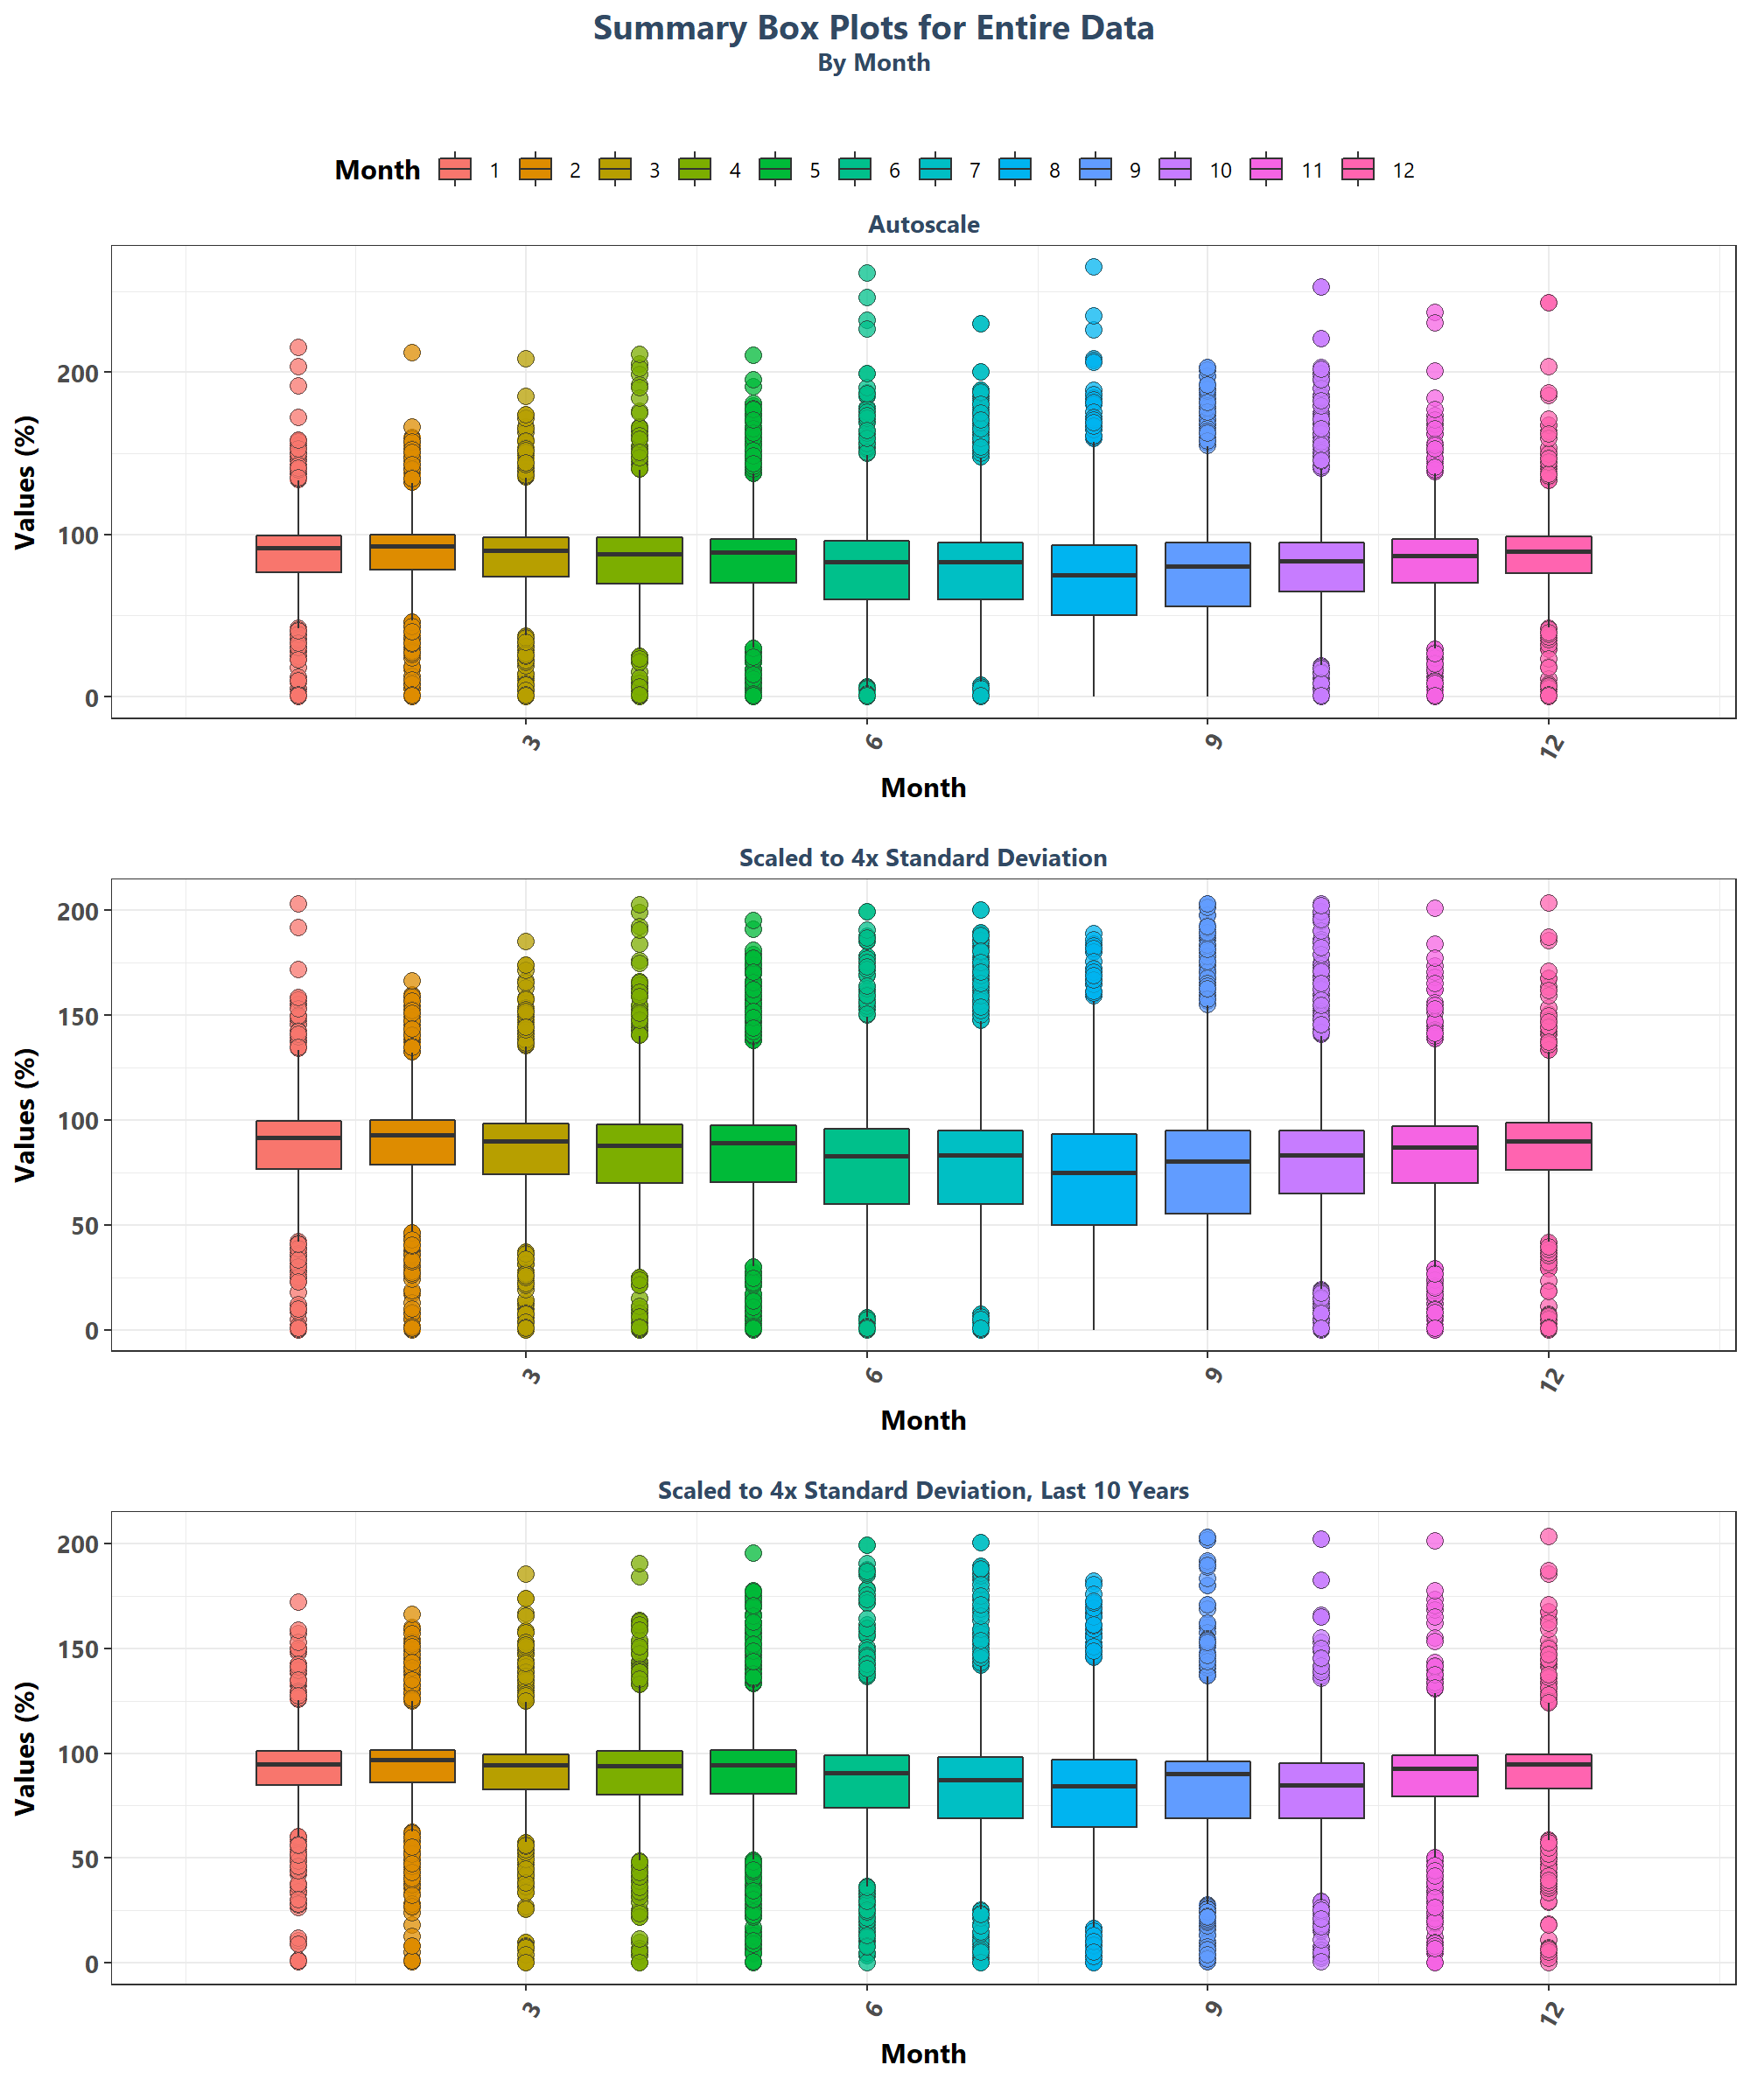 Summary Box Plots for Entire Data
By Month
Month 1 2 3 4 5 6 7 8 9 10 11 12
Autoscale
Values (%)
200
100
0
3 6 9 12
Month
Scaled to 4x Standard Deviation
Values (%)
200
150
100
50
0
3 6 9 12
Month
Scaled to 4x Standard Deviation, Last 10 Years
Values (%)
200
150
100
50
0
3 6 9 12
Month